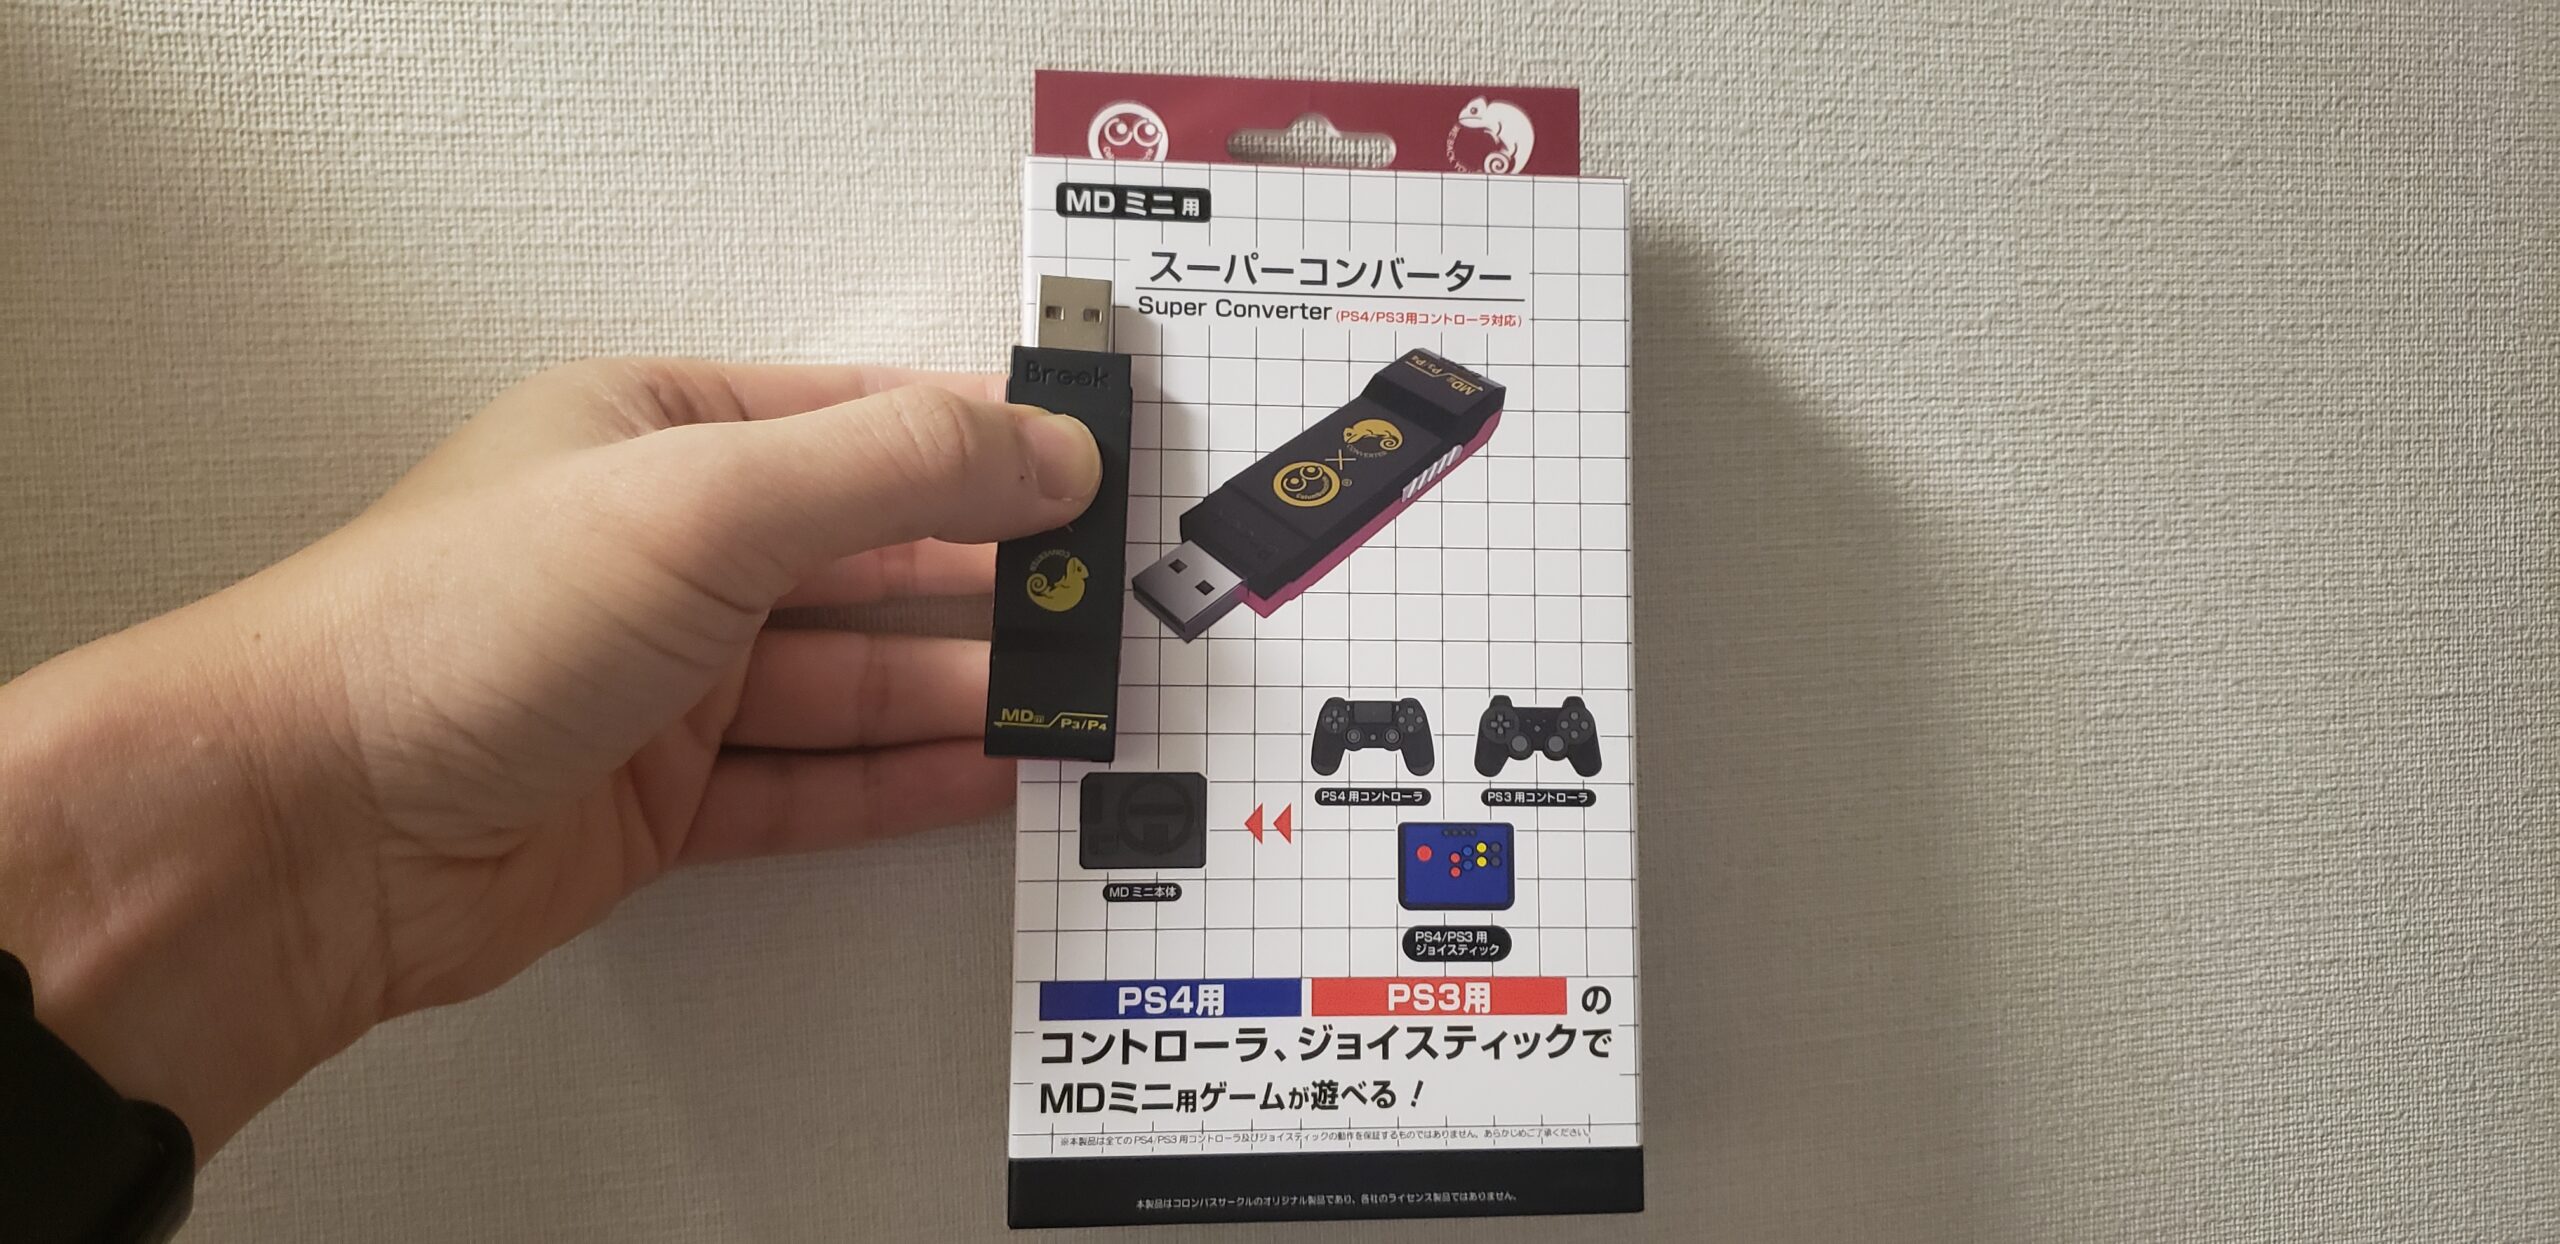 MD ミニ用
スーパーコンバーター
Super Converter (PS4/PS3用コントローラ対応)
Brook
CONVERTER
MDm P3/P4
MDm P3/P4
CONVERTER
PS4用コントローラ
PS3用コントローラ
MDミニ本体
PS4/PS3用
ジョイスティック
PS4用 PS3用 の
コントローラ、ジョイスティックで
MDミニ用ゲームが遊べる！
※本製品は全てのPS4/PS3用コントローラ及びジョイスティックの動作を保証するものではありません。あらかじめご了承ください。
本製品はコロンバスサークルのオリジナル製品であり、各社のライセンス製品ではありません。